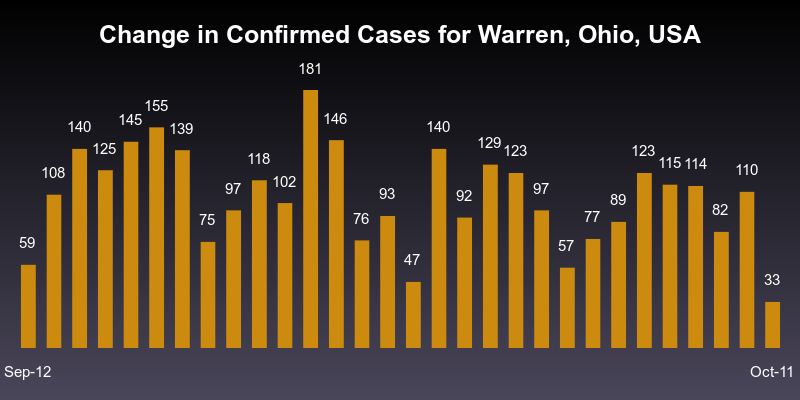 Change in Confirmed Cases for Warren, Ohio, USA
59 108 140 125 145 155 139 75 97 118 102 181 146 76 93 47 140 92 129 123 97 57 77 89 123 115 114 82 110 33
Sep-12 Oct-11